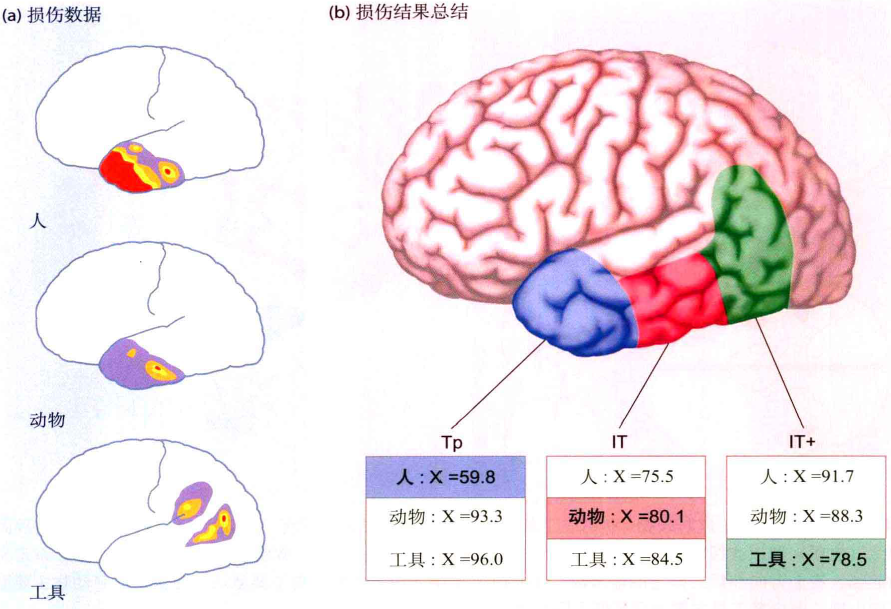 (a) 损伤数据
人
动物
工具
(b) 损伤结果总结
Tp
人 : X =59.8
动物 : X =93.3
工具 : X =96.0
IT
人 : X =75.5
动物 : X =80.1
工具 : X =84.5
IT+
人 : X =91.7
动物 : X =88.3
工具 : X =78.5